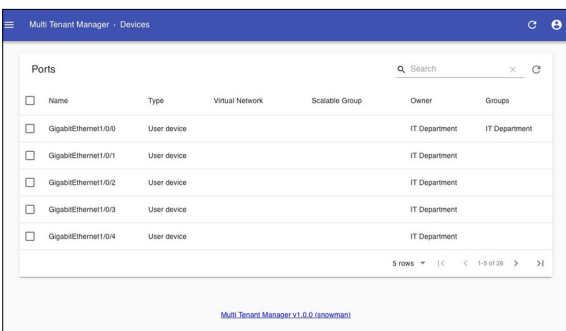 Multi Tenant Manager › Devices
Ports
Search
Name Type Virtual Network Scalable Group Owner Groups
GigabitEthernet1/0/0 User device IT Department IT Department
GigabitEthernet1/0/1 User device IT Department
GigabitEthernet1/0/2 User device IT Department
GigabitEthernet1/0/3 User device IT Department
GigabitEthernet1/0/4 User device IT Department
5 rows 1-5 of 26
Multi Tenant Manager v1.0.0 (snowman)